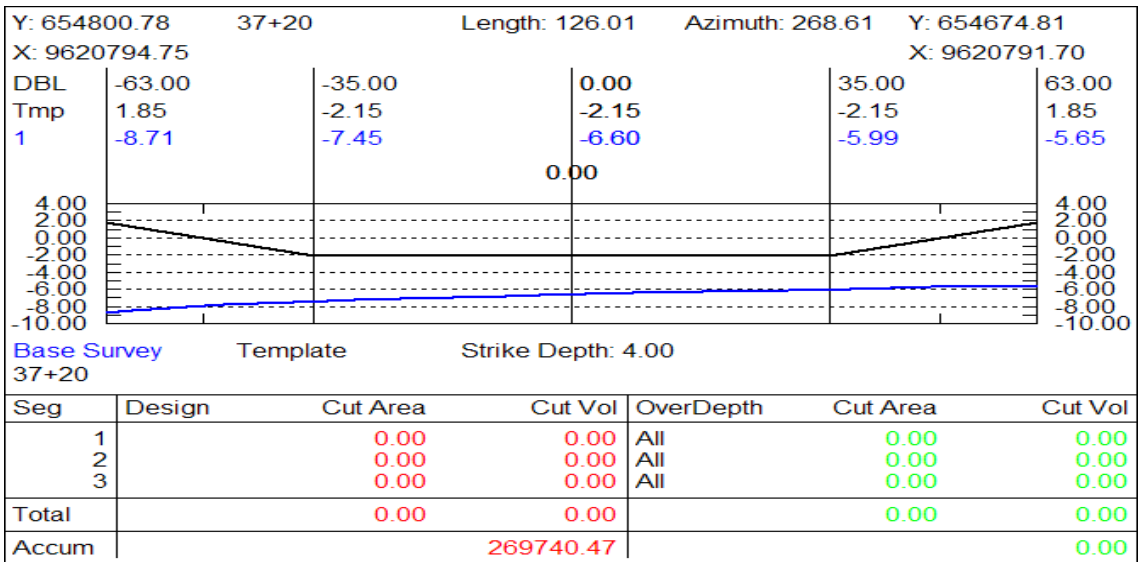 Y: 654800.78 37+20 Length: 126.01 Azimuth: 268.61 Y: 654674.81
X: 9620794.75 X: 9620791.70
DBL -63.00 -35.00 0.00 35.00 63.00
Tmp 1.85 -2.15 -2.15 -2.15 1.85
1 -8.71 -7.45 -6.60 -5.99 -5.65
0.00
4.00 4.00
2.00 2.00
0.00 0.00
-2.00 -2.00
-4.00 -4.00
-6.00 -6.00
-8.00 -8.00
-10.00 -10.00
Base Survey Template Strike Depth: 4.00
37+20
Seg Design Cut Area Cut Vol OverDepth Cut Area Cut Vol
1 0.00 0.00 All 0.00 0.00
2 0.00 0.00 All 0.00 0.00
3 0.00 0.00 All 0.00 0.00
Total 0.00 0.00 0.00 0.00
Accum 269740.47 0.00